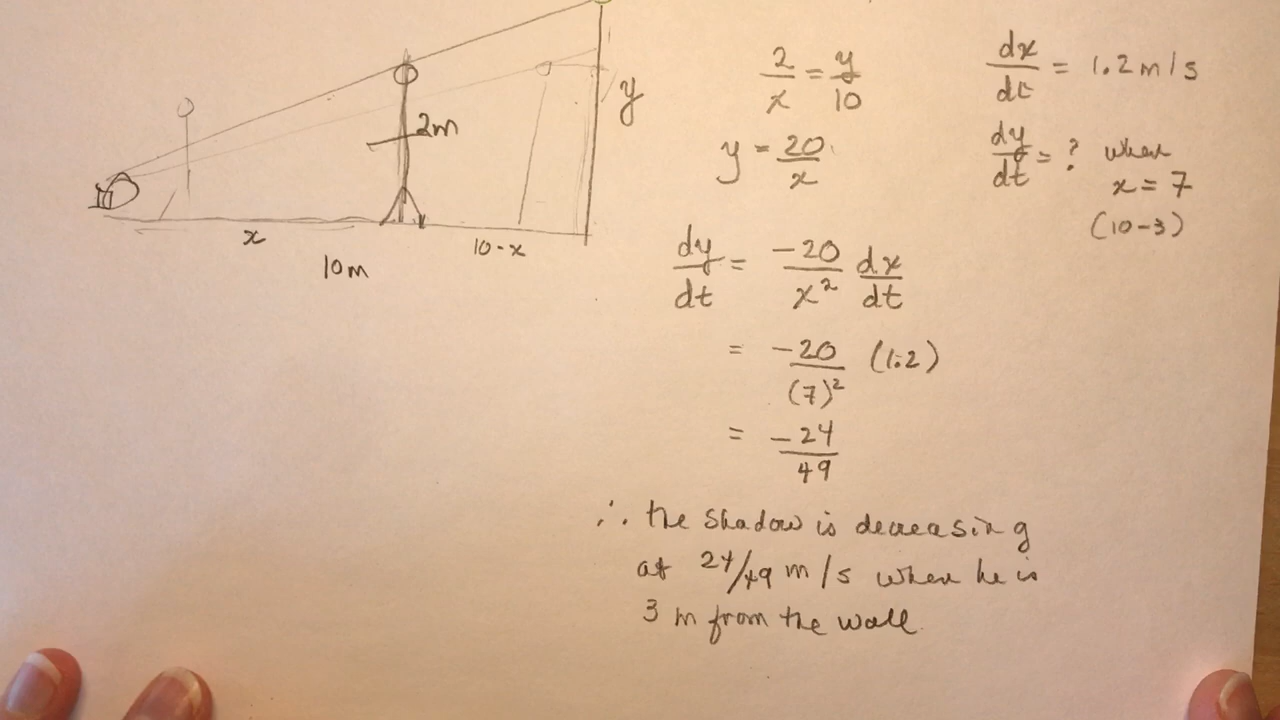 y
2m
x
10-x
10m
2/x = y/10
y = 20/x
dx/dt = 1.2 m/s
dy/dt = ? when
x = 7
(10-3)
dy/dt = -20/x² dx/dt
= -20/(7)² (1.2)
= -24/49
∴ the shadow is decreasing
at 24/49 m/s when he is
3 m from the wall.